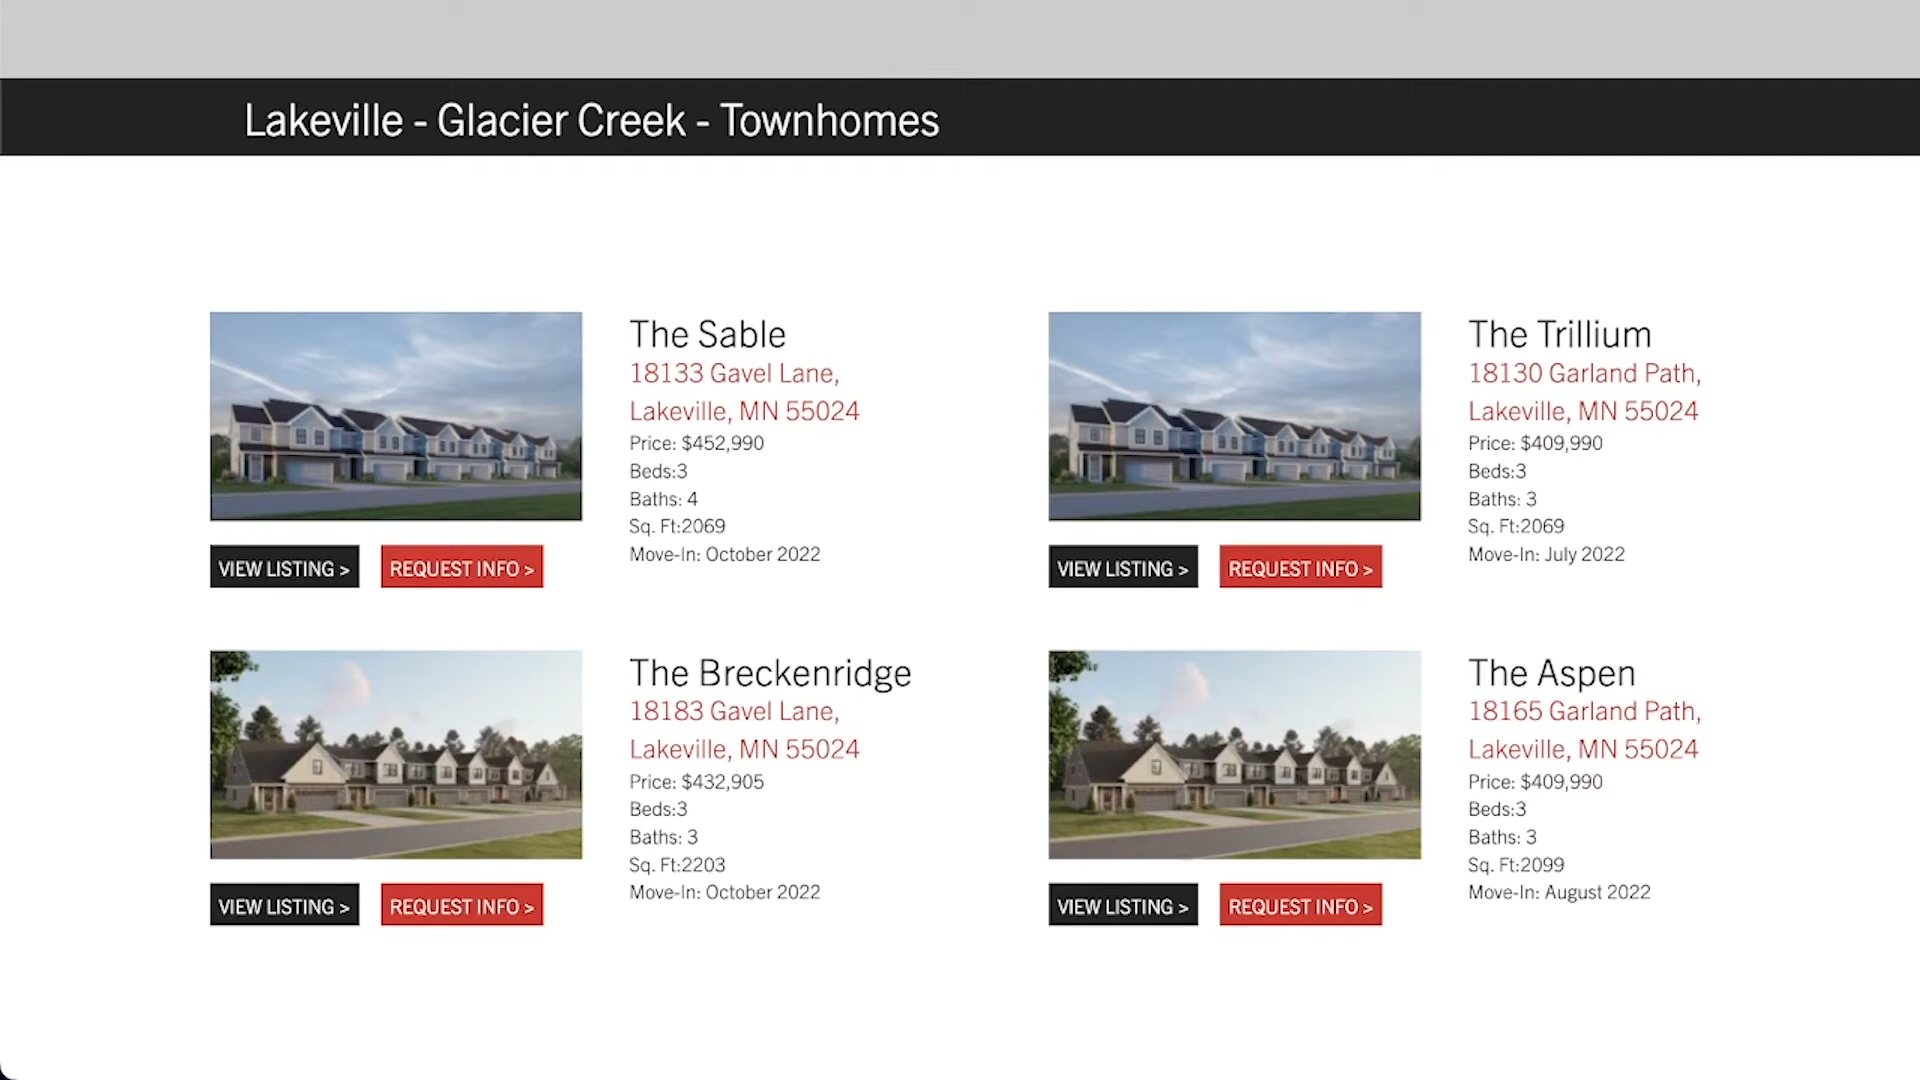 Lakeville - Glacier Creek - Townhomes
The Sable
18133 Gavel Lane,
Lakeville, MN 55024
Price: $452,990
Beds:3
Baths: 4
Sq. Ft:2069
Move-In: October 2022
VIEW LISTING >
REQUEST INFO >
The Trillium
18130 Garland Path,
Lakeville, MN 55024
Price: $409,990
Beds:3
Baths: 3
Sq. Ft:2069
Move-In: July 2022
VIEW LISTING >
REQUEST INFO >
The Breckenridge
18183 Gavel Lane,
Lakeville, MN 55024
Price: $432,905
Beds:3
Baths: 3
Sq. Ft:2203
Move-In: October 2022
VIEW LISTING >
REQUEST INFO >
The Aspen
18165 Garland Path,
Lakeville, MN 55024
Price: $409,990
Beds:3
Baths: 3
Sq. Ft:2099
Move-In: August 2022
VIEW LISTING >
REQUEST INFO >